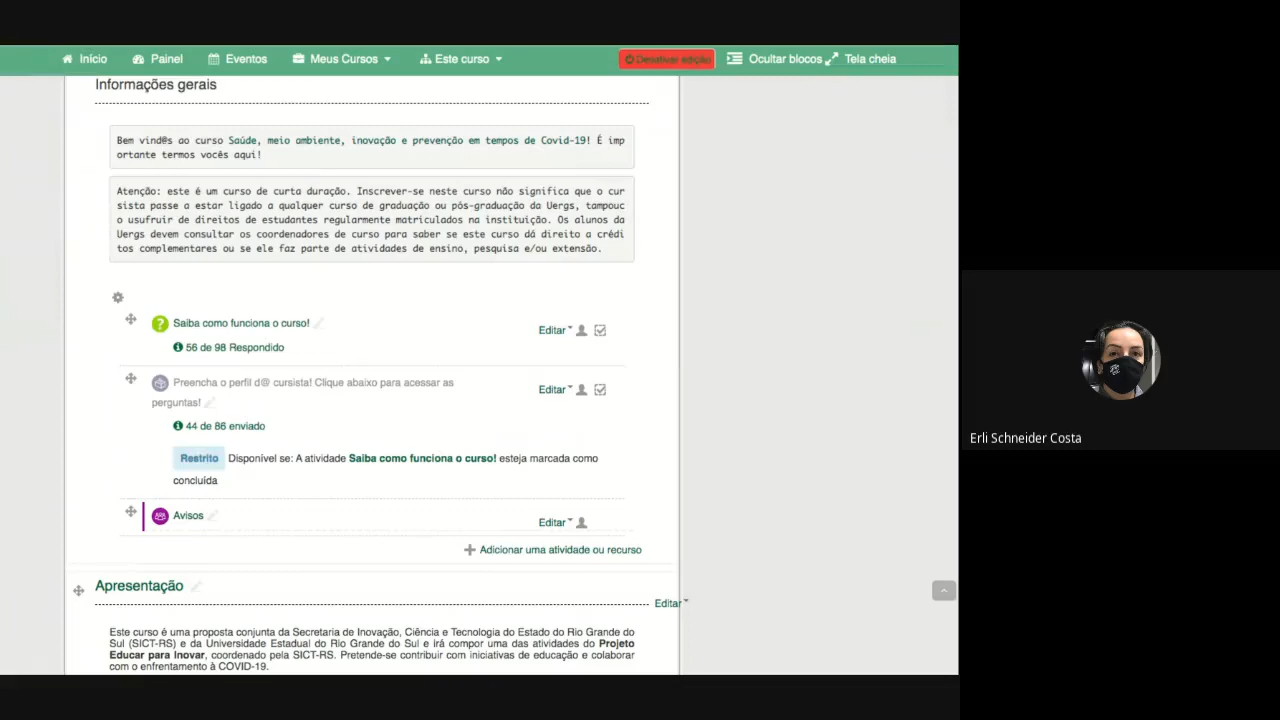 Início Painel Eventos Meus Cursos Este curso Desativar edição Ocultar blocos Tela cheia
Informações gerais
Bem vind@s ao curso Saúde, meio ambiente, inovação e prevenção em tempos de Covid-19! É imp
ortante termos vocês aqui!
Atenção: este é um curso de curta duração. Inscrever-se neste curso não significa que o cur
sista passe a estar ligado a qualquer curso de graduação ou pós-graduação da Uergs, tampouc
o usufruir de direitos de estudantes regularmente matriculados na instituição. Os alunos da
Uergs devem consultar os coordenadores de curso para saber se este curso dá direito a crédi
tos complementares ou se ele faz parte de atividades de ensino, pesquisa e/ou extensão.
Saiba como funciona o curso!
Editar
56 de 98 Respondido
Preencha o perfil d@ cursista! Clique abaixo para acessar as
perguntas!
Editar
44 de 86 enviado
Restrito Disponível se: A atividade Saiba como funciona o curso! esteja marcada como
concluída
Avisos
Editar
Adicionar uma atividade ou recurso
Apresentação
Editar
Este curso é uma proposta conjunta da Secretaria de Inovação, Ciência e Tecnologia do Estado do Rio Grande do
Sul (SICT-RS) e da Universidade Estadual do Rio Grande do Sul e irá compor uma das atividades do Projeto
Educar para Inovar, coordenado pela SICT-RS. Pretende-se contribuir com iniciativas de educação e colaborar
com o enfrentamento à COVID-19.
Erli Schneider Costa